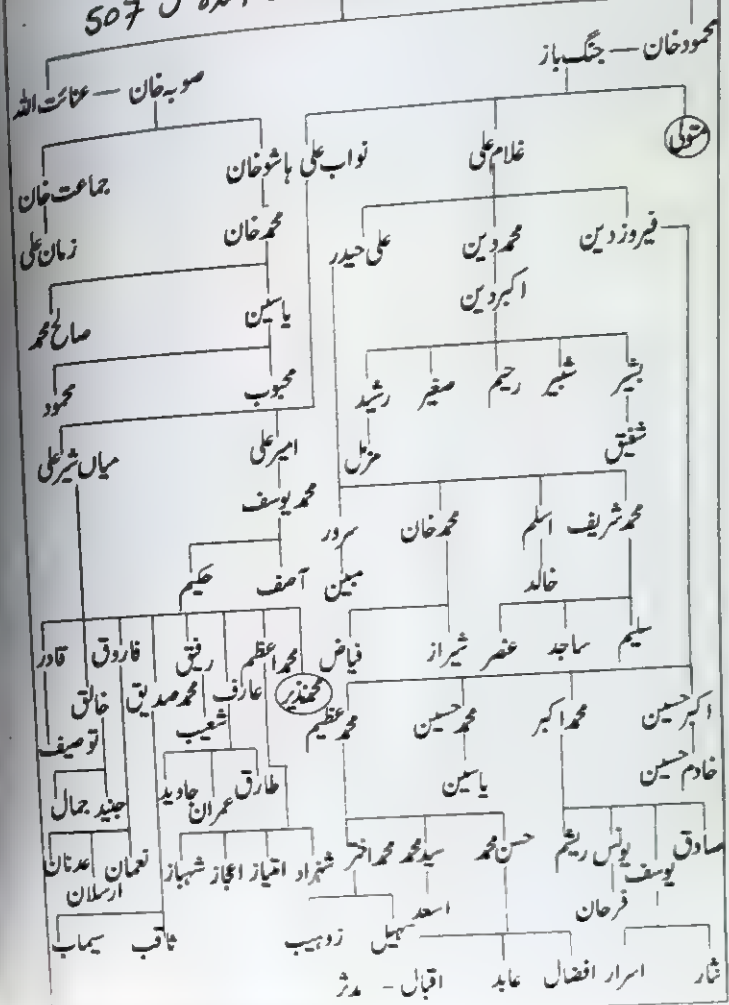 507
محمود خان — جنگ باز
صوبہ خان — عنائت اللہ
متولی
غلام علی
نواب علی
ہاشو خان
جماعت خان
فیروز دین
محمد دین
علی حیدر
محمد خان
زمان علی
اکبر دین
یاسین
صالح محمد
بشیر
شبیر
رحیم
صغیر
رشید
محبوب
محمود
شفیق
مزمل
امیر علی
میاں شیر علی
محمد شریف
اسلم
محمد خان
سرور
محمد یوسف
خالد
مبین
آصف
حکیم
سلیم
ساجد
عنصر
شیراز
فیاض
محمد اعظم
رفیق
فاروق
قادر
محمد نذیر
عارف
محمد صدیق
خالق
شعیب
توصیف
اکبر حسین
محمد اکبر
محمد حسین
محمد عظیم
خادم حسین
یاسین
طارق
عمران
جاوید
جنید
جمال
صادق
یوسف
یونس
ریشم
حسن محمد
سید محمد
محمد اختر
شہزاد
امتیاز
اعجاز
شہباز
نعمان
ارسلان
عدنان
فرحان
اسعد
سہیل
زوہیب
ثاقب
سیماب
نثار
اسرار
افضال
عابد
اقبال - مدثر